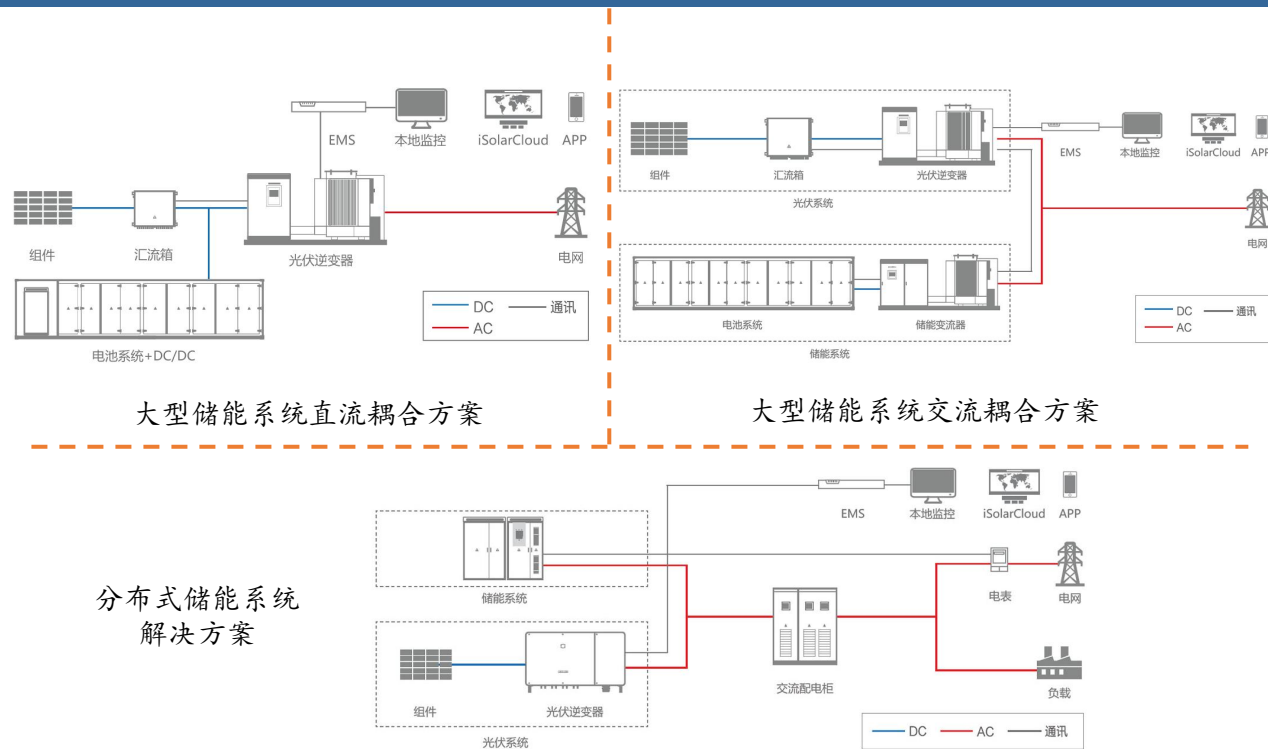 EMS
本地监控
iSolarCloud
APP
组件
汇流箱
光伏逆变器
电网
电池系统+DC/DC
DC
通讯
AC
大型储能系统直流耦合方案
组件
汇流箱
光伏逆变器
EMS
本地监控
iSolarCloud
APP
光伏系统
电网
电池系统
储能变流器
储能系统
DC
通讯
AC
大型储能系统交流耦合方案
分布式储能系统
解决方案
EMS
本地监控
iSolarCloud
APP
储能系统
电表
电网
组件
光伏逆变器
光伏系统
交流配电柜
负载
DC
AC
通讯